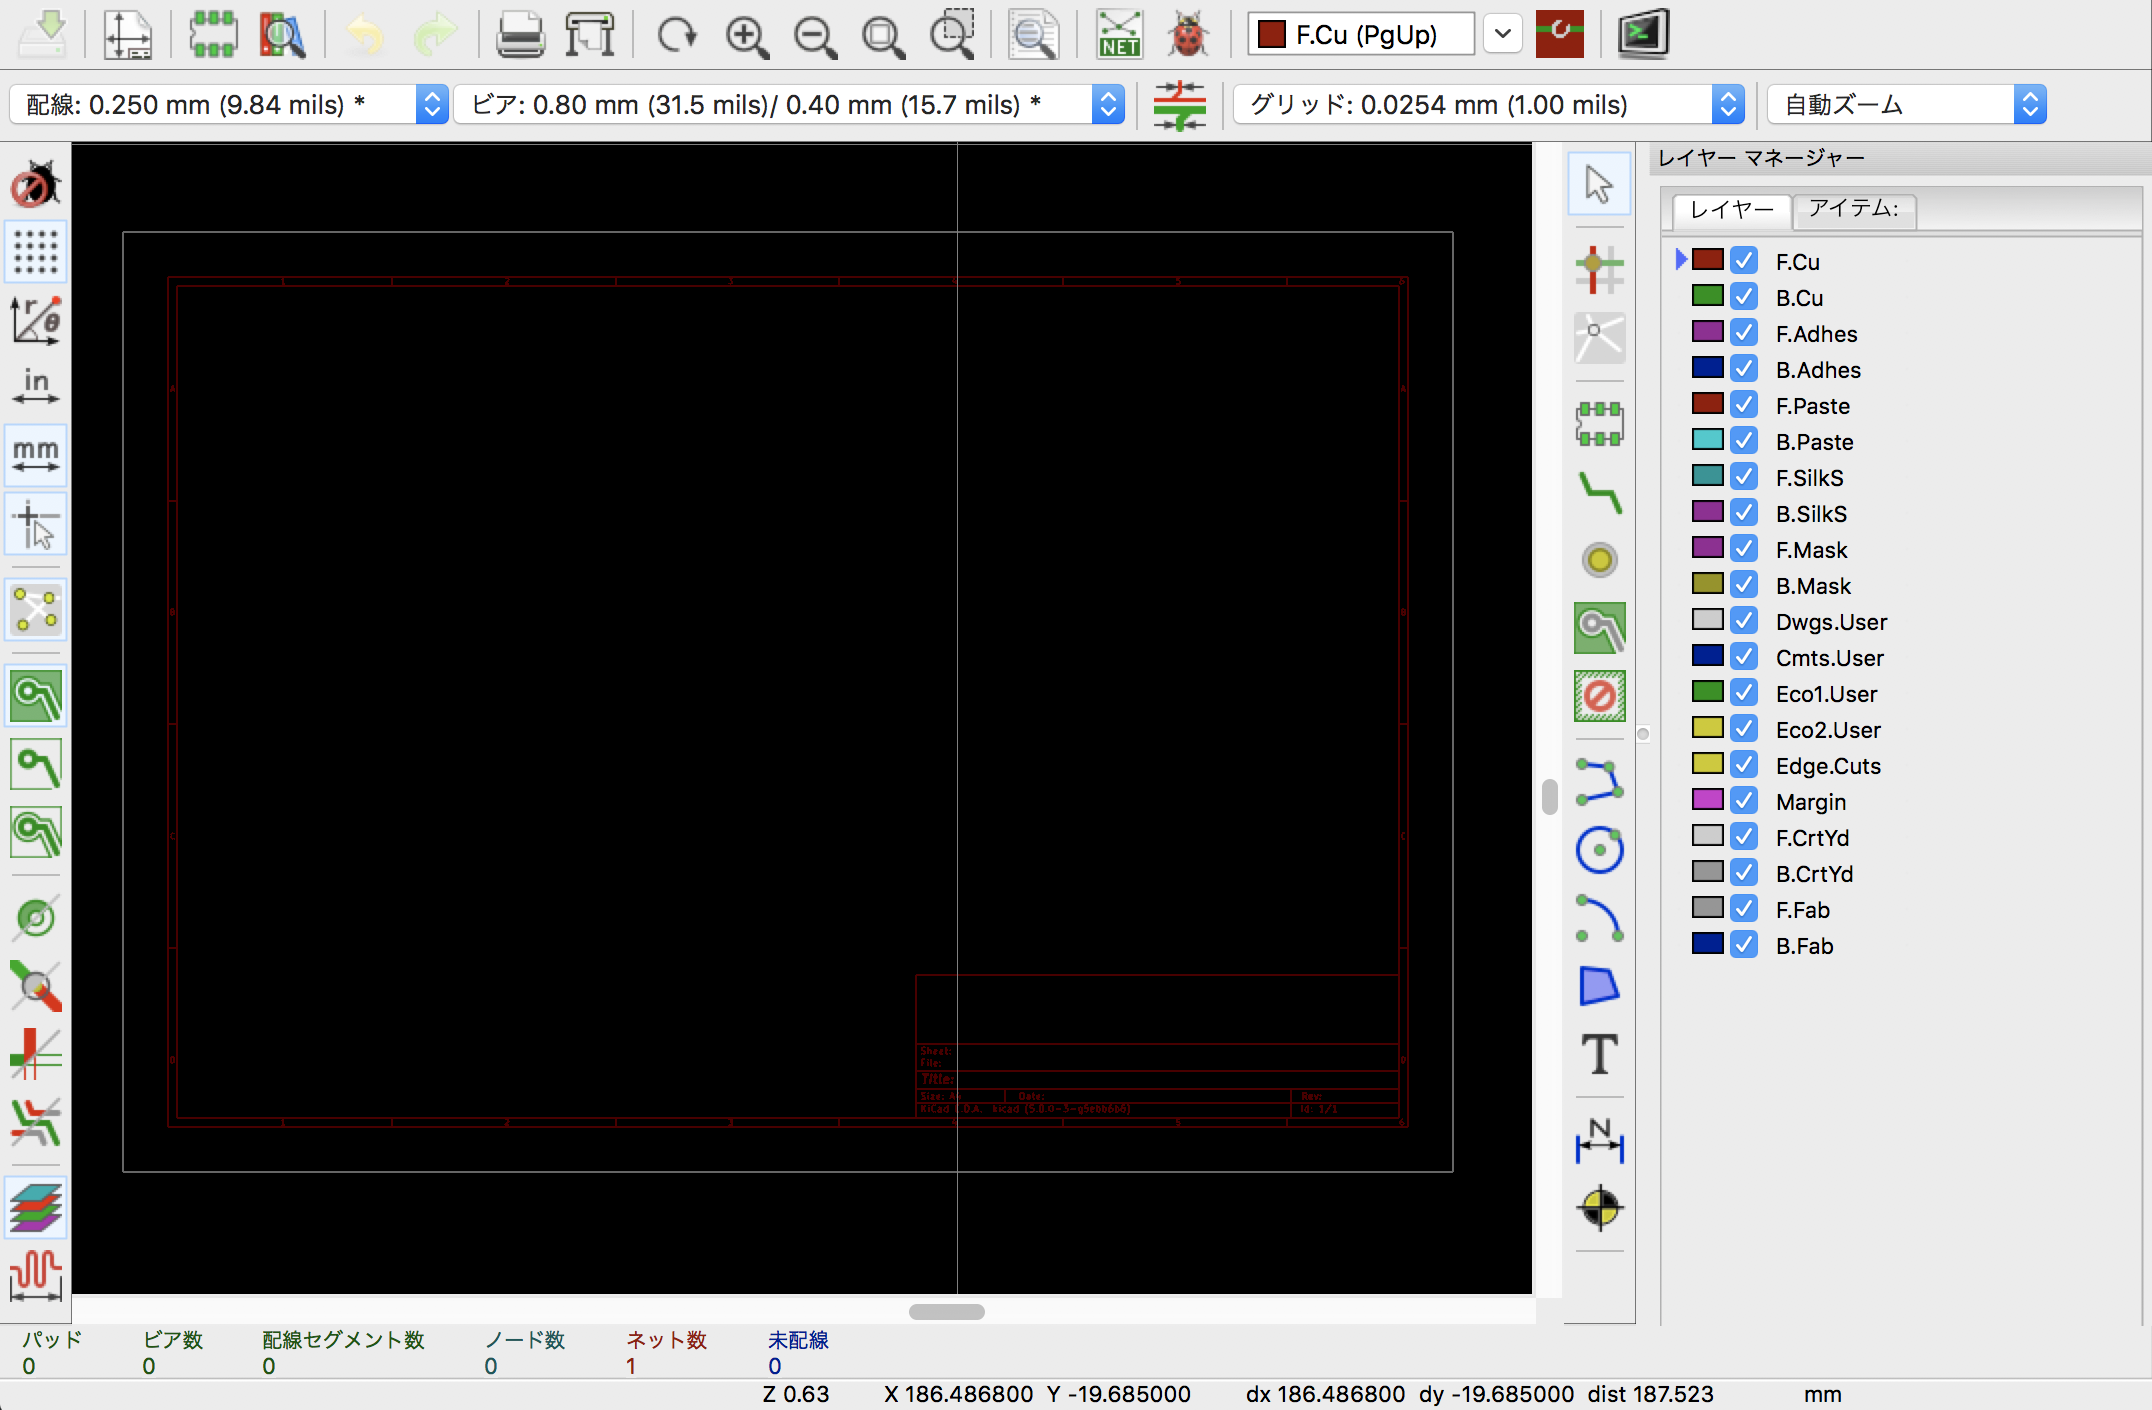 NET
F.Cu (PgUp)
配線: 0.250 mm (9.84 mils) *
ビア: 0.80 mm (31.5 mils)/ 0.40 mm (15.7 mils) *
グリッド: 0.0254 mm (1.00 mils)
自動ズーム
レイヤー マネージャー
レイヤー
アイテム:
r
θ
in
mm
F.Cu
B.Cu
F.Adhes
B.Adhes
F.Paste
B.Paste
F.SilkS
B.SilkS
F.Mask
B.Mask
Dwgs.User
Cmts.User
Eco1.User
Eco2.User
Edge.Cuts
Margin
F.CrtYd
B.CrtYd
F.Fab
B.Fab
T
N
Sheet:
File:
Title:
Size: A4
Date:
Rev:
Id: 1/1
パッド
0
ビア数
0
配線セグメント数
0
ノード数
0
ネット数
1
未配線
0
Z 0.63
X 186.486800 Y -19.685000
dx 186.486800 dy -19.685000 dist 187.523
mm